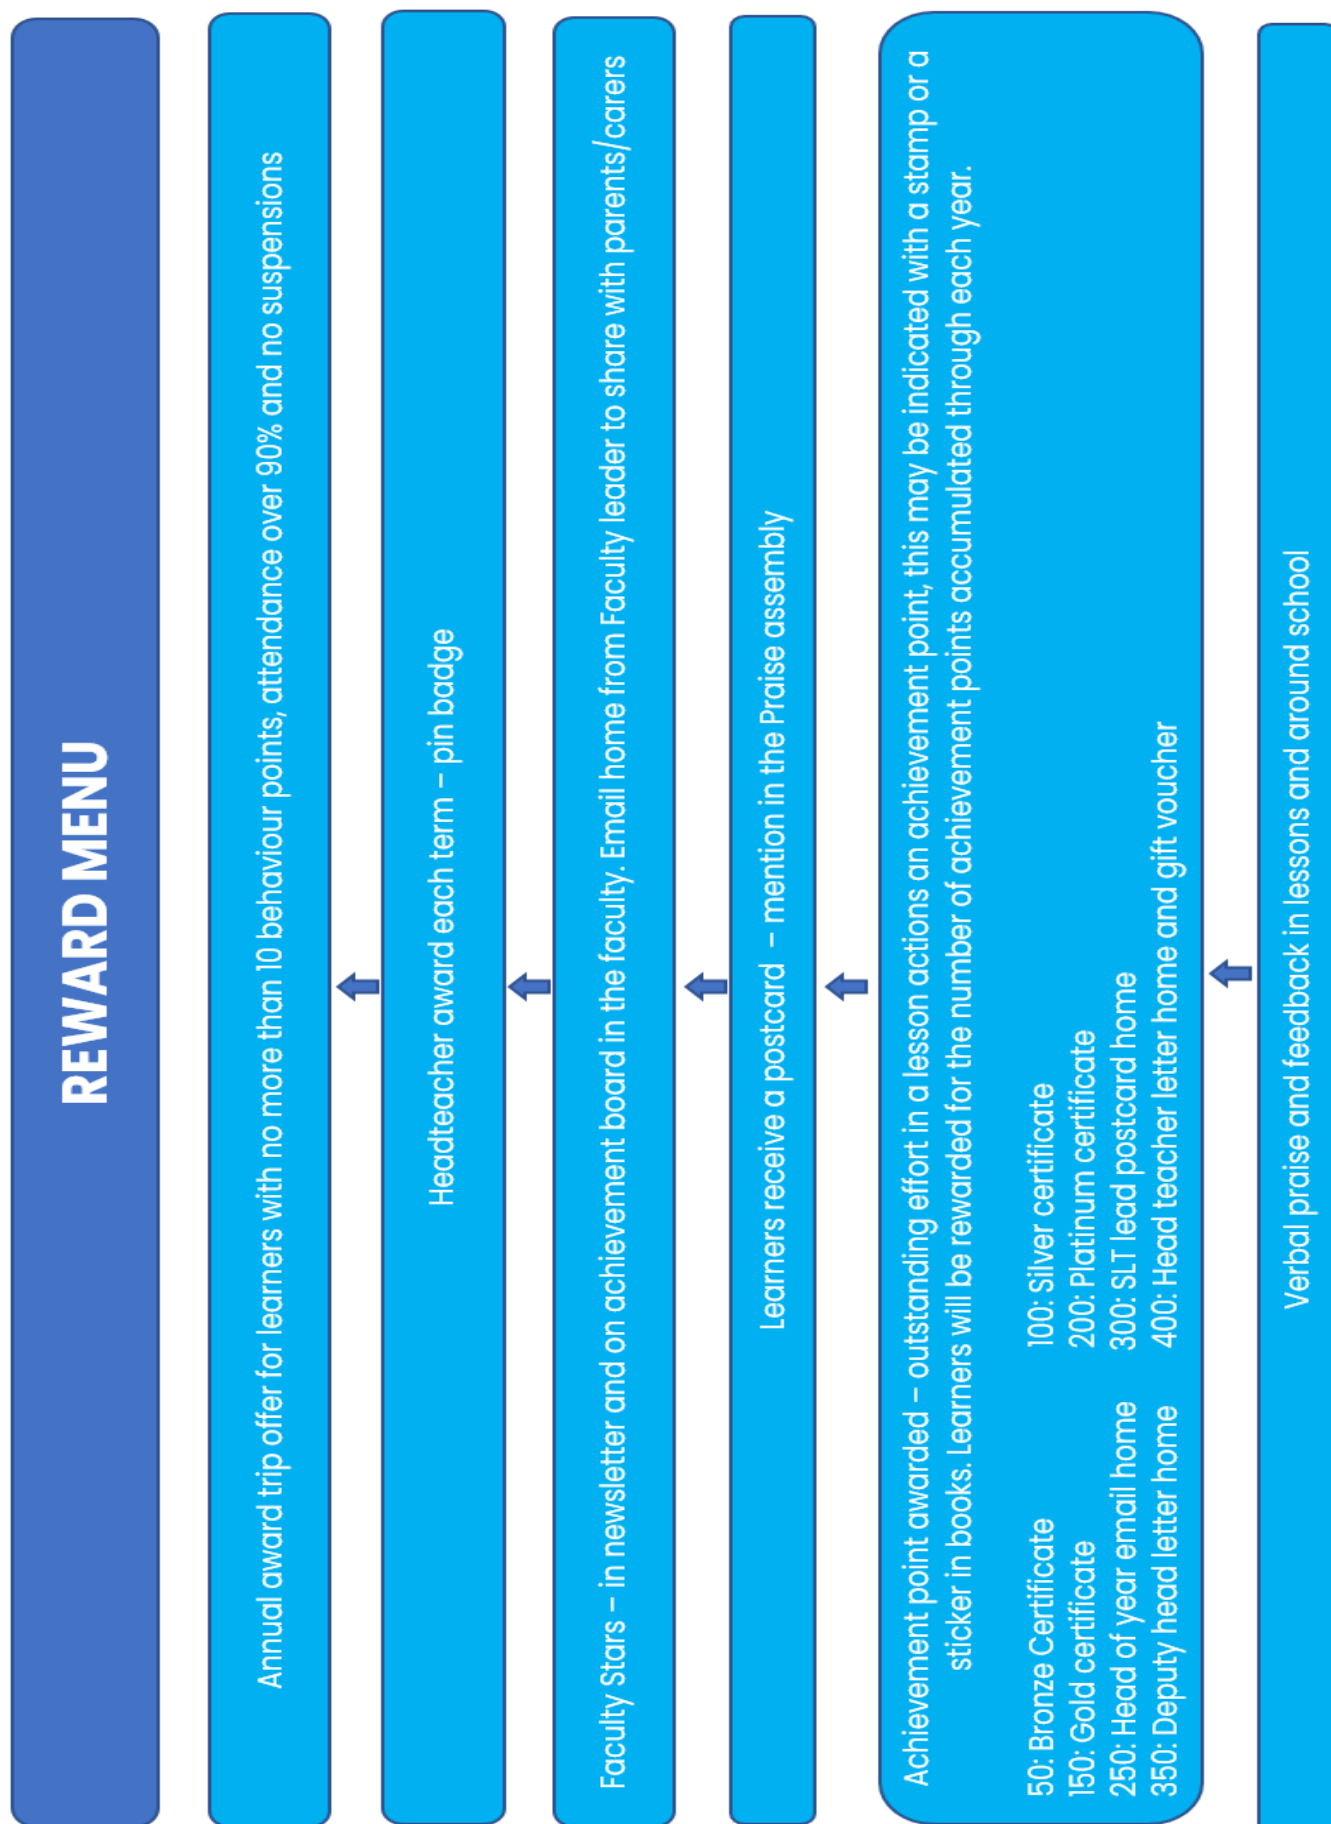 REWARD MENU
Annual award trip offer for learners with no more than 10 behaviour points, attendance over 90% and no suspensions
Headteacher award each term – pin badge
Faculty Stars – in newsletter and on achievement board in the faculty. Email home from Faculty leader to share with parents/carers
Learners receive a postcard – mention in the Praise assembly
Achievement point awarded – outstanding effort in a lesson actions an achievement point, this may be indicated with a stamp or a
sticker in books. Learners will be rewarded for the number of achievement points accumulated through each year.
50: Bronze Certificate 100: Silver certificate
150: Gold certificate 200: Platinum certificate
250: Head of year email home 300: SLT lead postcard home
350: Deputy head letter home 400: Head teacher letter home and gift voucher
Verbal praise and feedback in lessons and around school